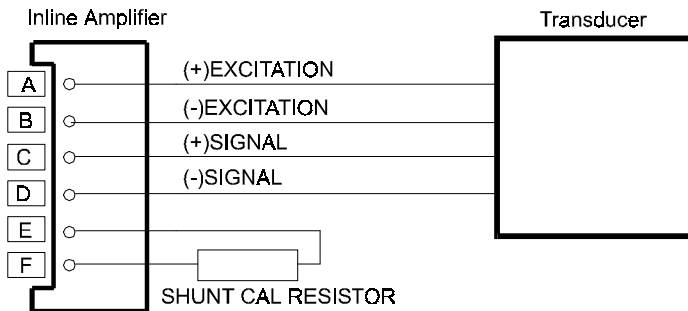 Inline Amplifier
Transducer
A
(+)EXCITATION
B
(-)EXCITATION
C
(+)SIGNAL
D
(-)SIGNAL
E
F
SHUNT CAL RESISTOR